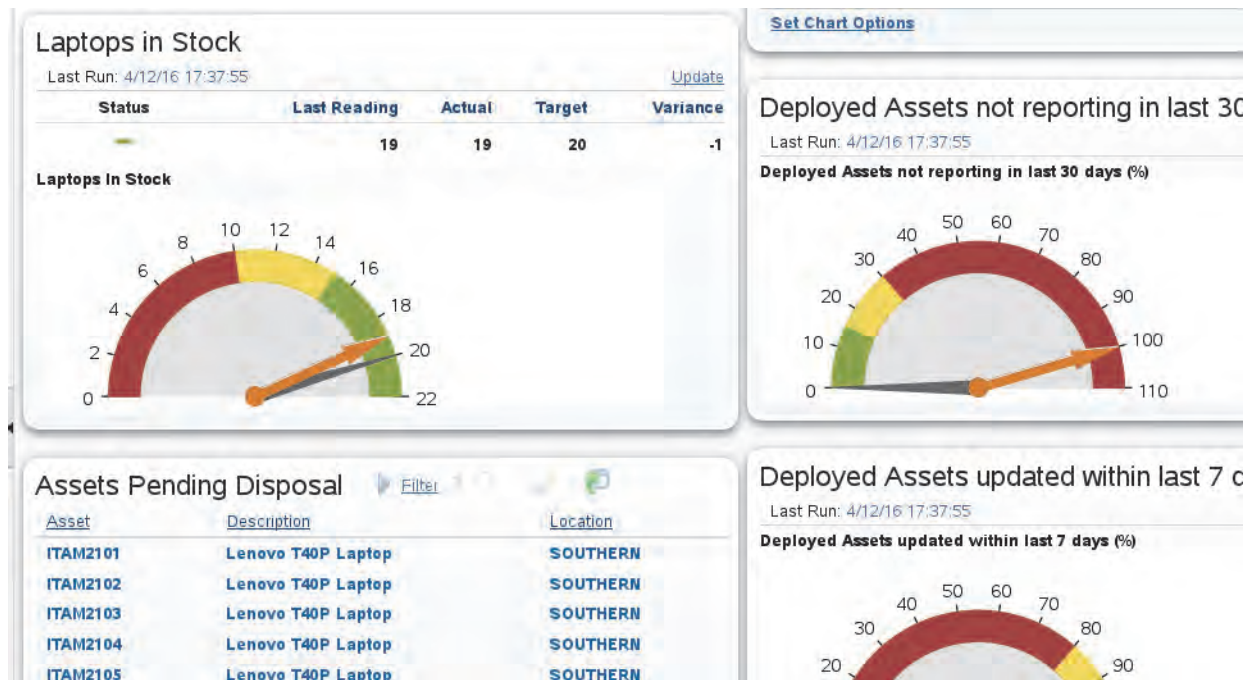 Laptops in Stock
Last Run: 4/12/16 17:37:55 Update
Status Last Reading Actual Target Variance
19 19 20 -1
Laptops In Stock
0 2 4 6 8 10 12 14 16 18 20 22
Assets Pending Disposal Filter
Asset Description Location
ITAM2101 Lenovo T40P Laptop SOUTHERN
ITAM2102 Lenovo T40P Laptop SOUTHERN
ITAM2103 Lenovo T40P Laptop SOUTHERN
ITAM2104 Lenovo T40P Laptop SOUTHERN
ITAM2105 Lenovo T40P Laptop SOUTHERN
Set Chart Options
Deployed Assets not reporting in last 30
Last Run: 4/12/16 17:37:55
Deployed Assets not reporting in last 30 days (%)
0 10 20 30 40 50 60 70 80 90 100 110
Deployed Assets updated within last 7 d
Last Run: 4/12/16 17:37:55
Deployed Assets updated within last 7 days (%)
20 30 40 50 60 70 80 90